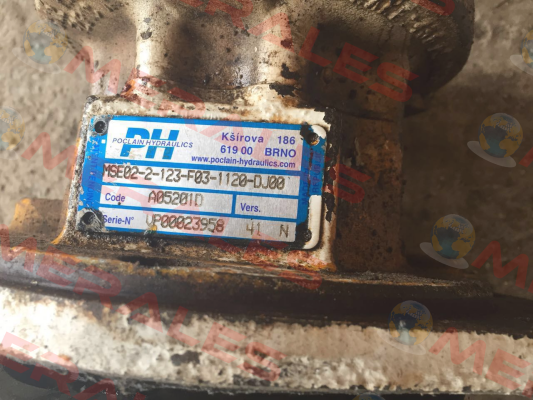 PH
POCLAIN HYDRAULICS
Kšírova 186
619 00 BRNO
www.poclain-hydraulics.com
MSE02-2-123-F03-1120-DJ00
Code A05201D Vers.
Serie-N° VP00023958 41 N
MERALES